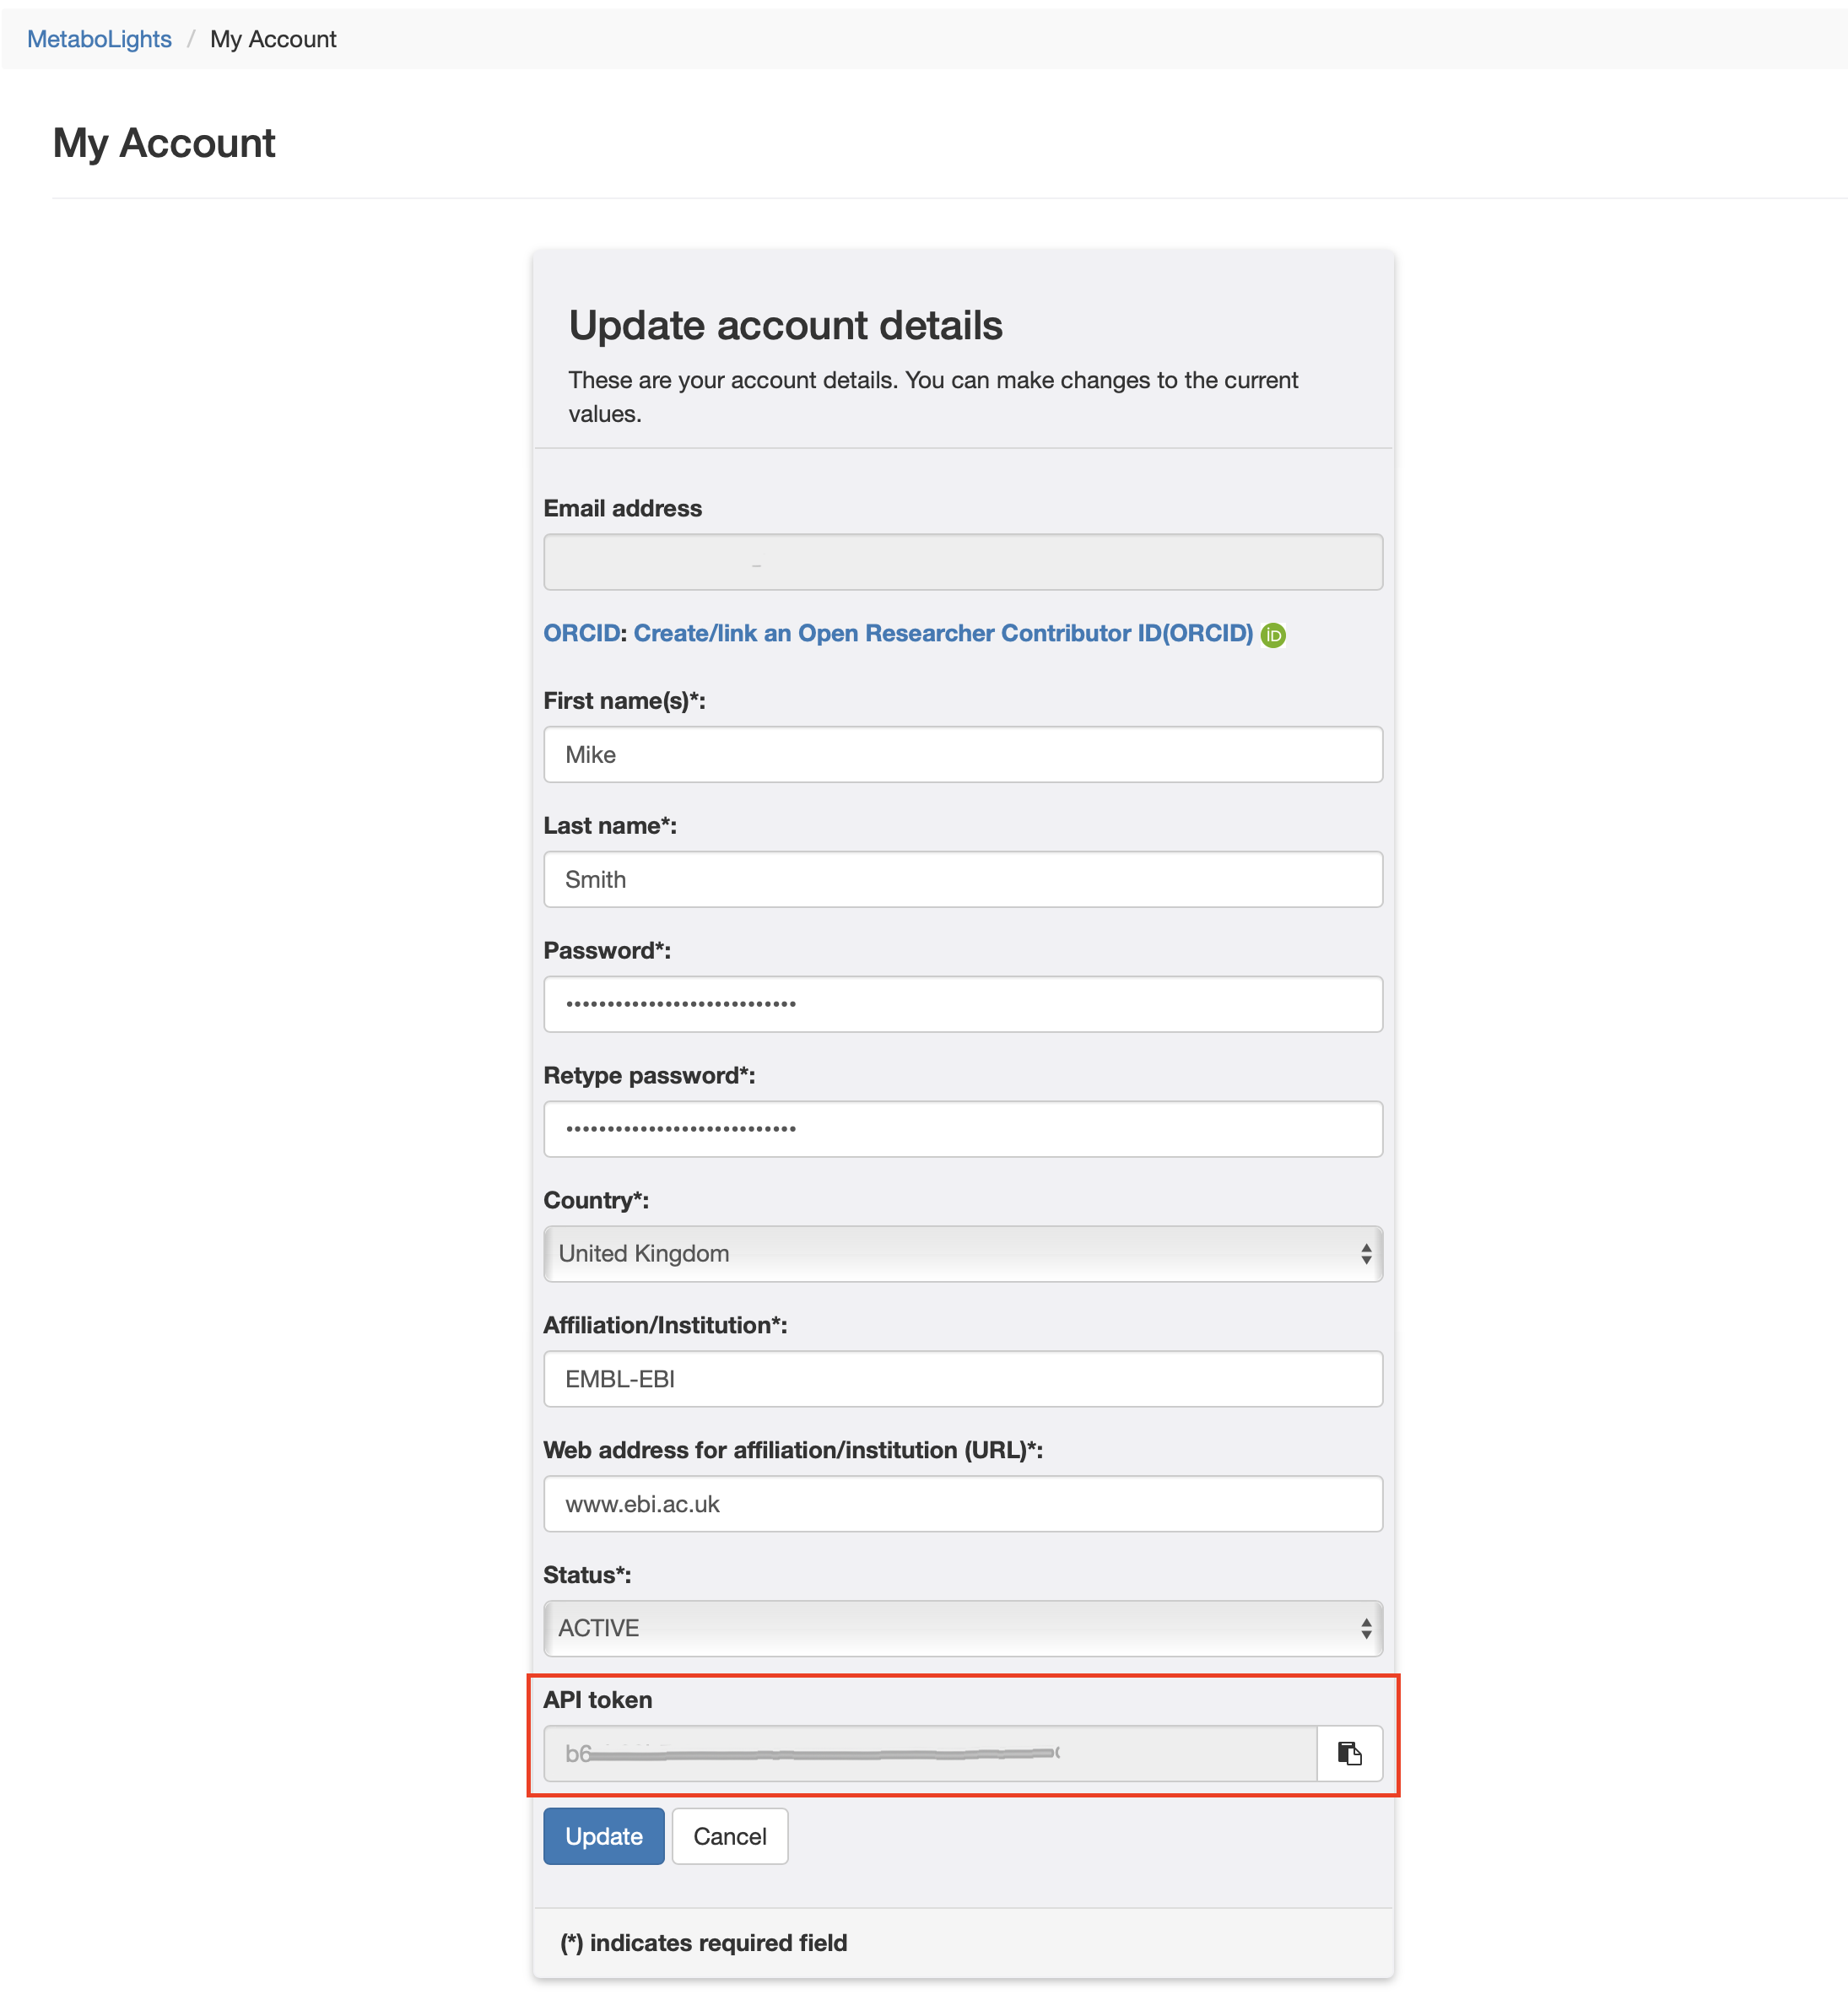 MetaboLights / My Account
My Account
Update account details
These are your account details. You can make changes to the current
values.
Email address
ORCID: Create/link an Open Researcher Contributor ID(ORCID) iD
First name(s)*:
Mike
Last name*:
Smith
Password*:
••••••••••••••••••••••••••••
Retype password*:
••••••••••••••••••••••••••••
Country*:
United Kingdom
Affiliation/Institution*:
EMBL-EBI
Web address for affiliation/institution (URL)*:
www.ebi.ac.uk
Status*:
ACTIVE
API token
b6
Update Cancel
(*) indicates required field